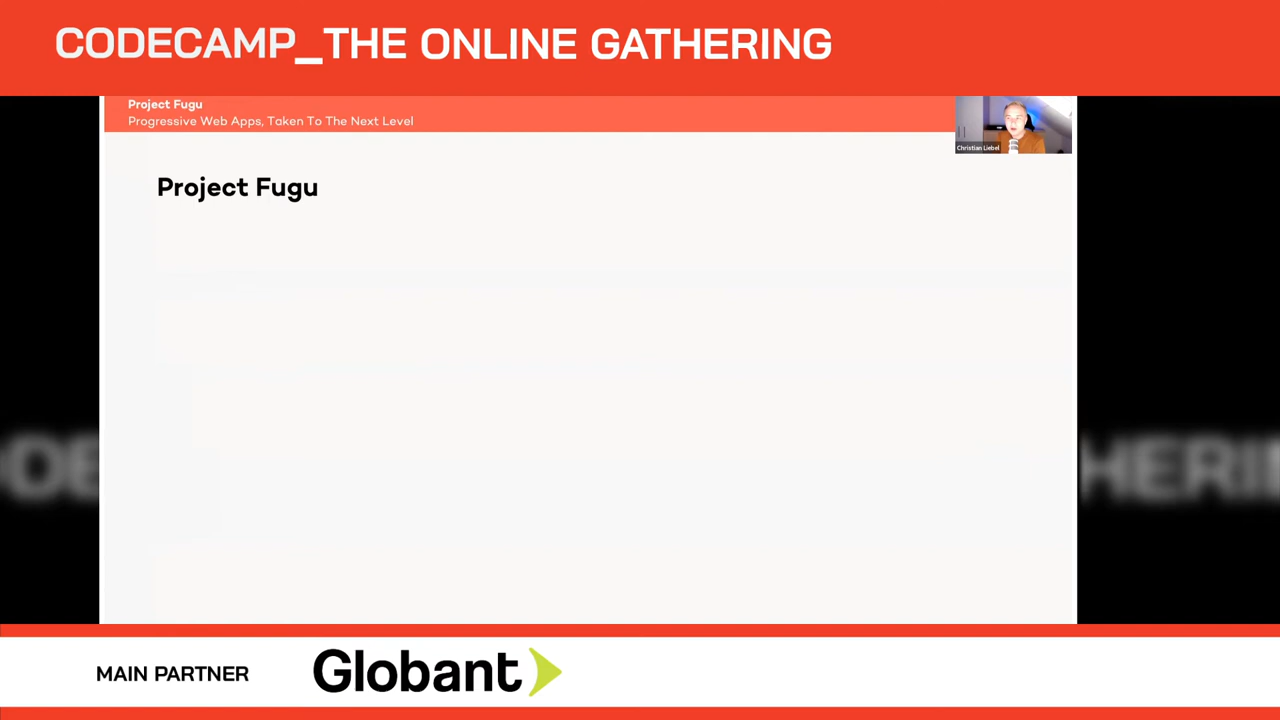 CODECAMP_THE ONLINE GATHERING
Project Fugu
Progressive Web Apps, Taken To The Next Level
Christian Liebel
Project Fugu
MAIN PARTNER
Globant